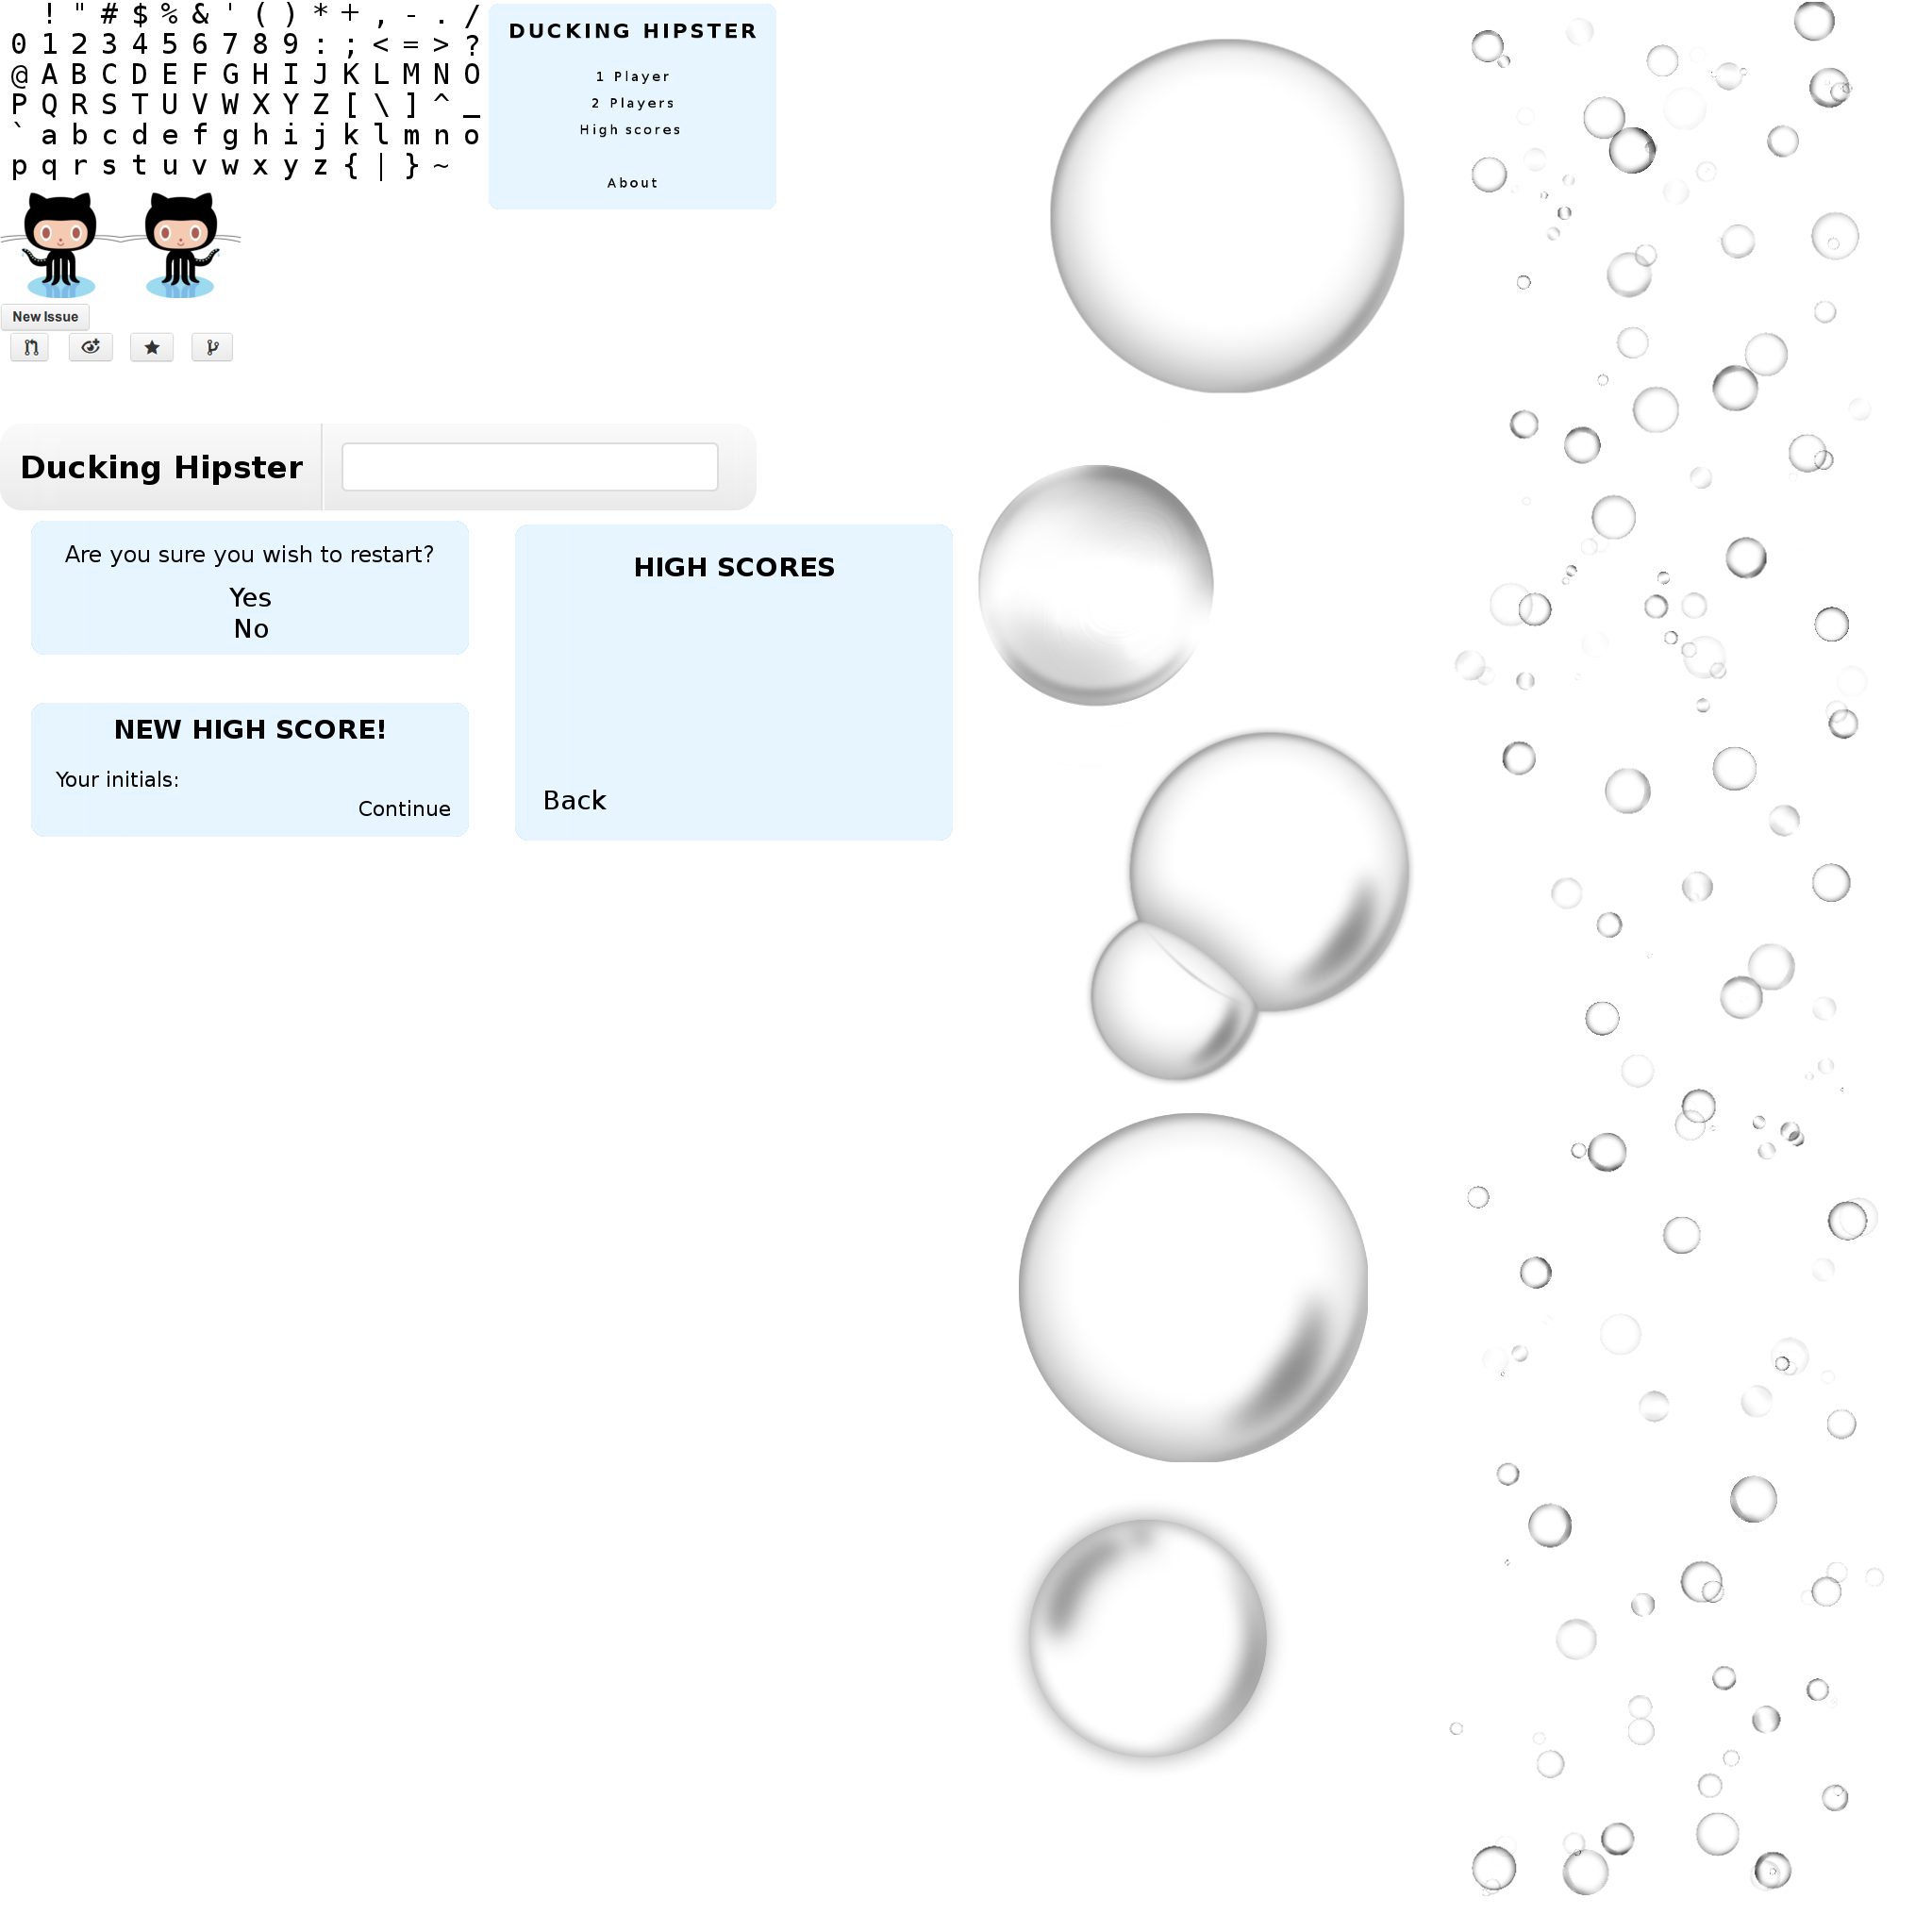 ! " # $ % & ' ( ) * + , - . /
0 1 2 3 4 5 6 7 8 9 : ; < = > ?
@ A B C D E F G H I J K L M N O
P Q R S T U V W X Y Z [ \ ] ^ _
` a b c d e f g h i j k l m n o
p q r s t u v w x y z { | } ~
DUCKING HIPSTER
1 Player
2 Players
High scores
About
New Issue
Ducking Hipster
Are you sure you wish to restart?
Yes
No
HIGH SCORES
Back
NEW HIGH SCORE!
Your initials:
Continue